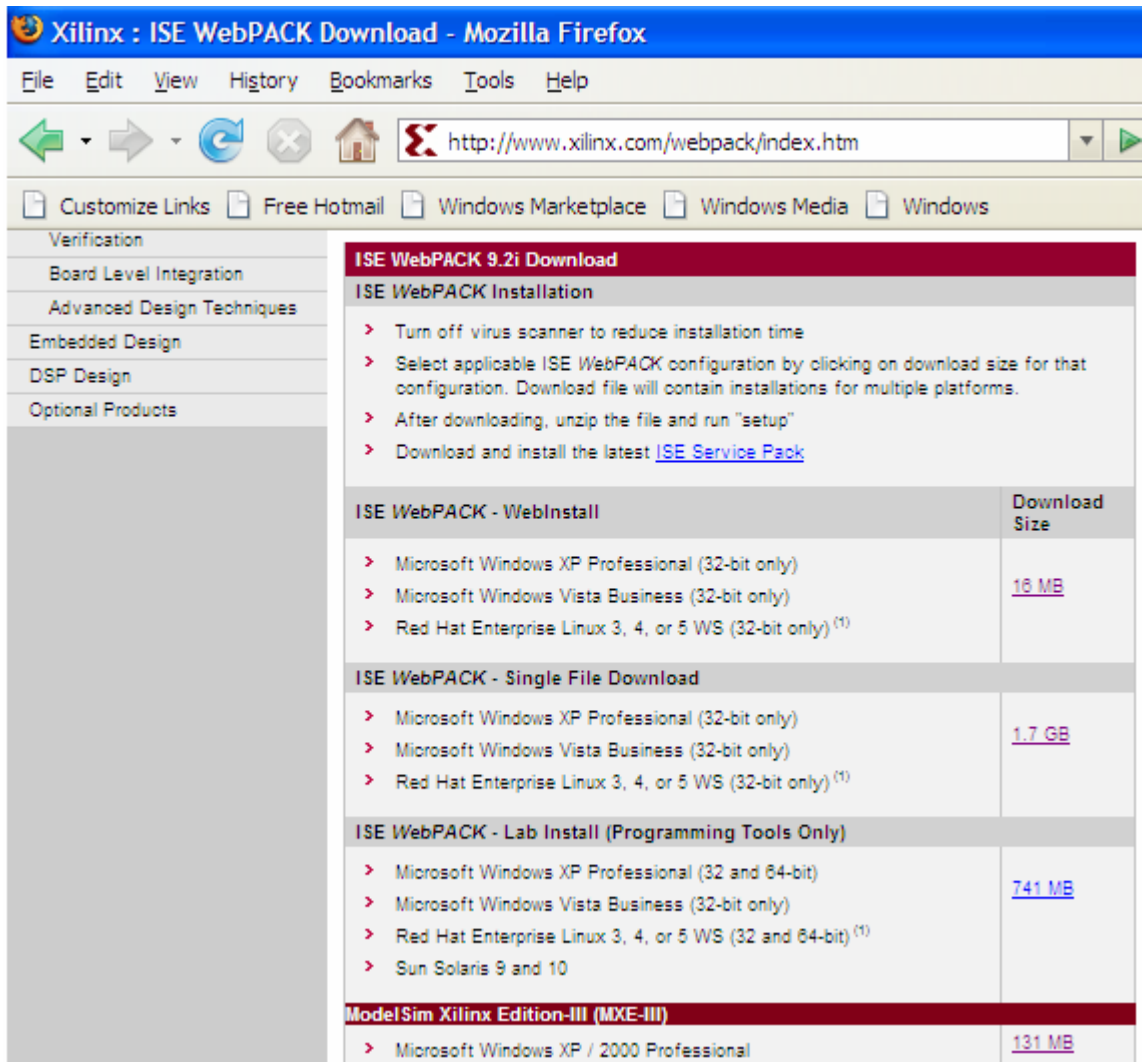 Xilinx : ISE WebPACK Download - Mozilla Firefox
File Edit View History Bookmarks Tools Help
http://www.xilinx.com/webpack/index.htm
Customize Links Free Hotmail Windows Marketplace Windows Media Windows
Verification
Board Level Integration
Advanced Design Techniques
Embedded Design
DSP Design
Optional Products
ISE WebPACK 9.2i Download
ISE WebPACK Installation
Turn off virus scanner to reduce installation time
Select applicable ISE WebPACK configuration by clicking on download size for that
configuration. Download file will contain installations for multiple platforms.
After downloading, unzip the file and run "setup"
Download and install the latest ISE Service Pack
ISE WebPACK - WebInstall
Download
Size
Microsoft Windows XP Professional (32-bit only)
Microsoft Windows Vista Business (32-bit only)
Red Hat Enterprise Linux 3, 4, or 5 WS (32-bit only) (1)
16 MB
ISE WebPACK - Single File Download
Microsoft Windows XP Professional (32-bit only)
Microsoft Windows Vista Business (32-bit only)
Red Hat Enterprise Linux 3, 4, or 5 WS (32-bit only) (1)
1.7 GB
ISE WebPACK - Lab Install (Programming Tools Only)
Microsoft Windows XP Professional (32 and 64-bit)
Microsoft Windows Vista Business (32-bit only)
Red Hat Enterprise Linux 3, 4, or 5 WS (32 and 64-bit) (1)
Sun Solaris 9 and 10
741 MB
ModelSim Xilinx Edition-III (MXE-III)
Microsoft Windows XP / 2000 Professional
131 MB